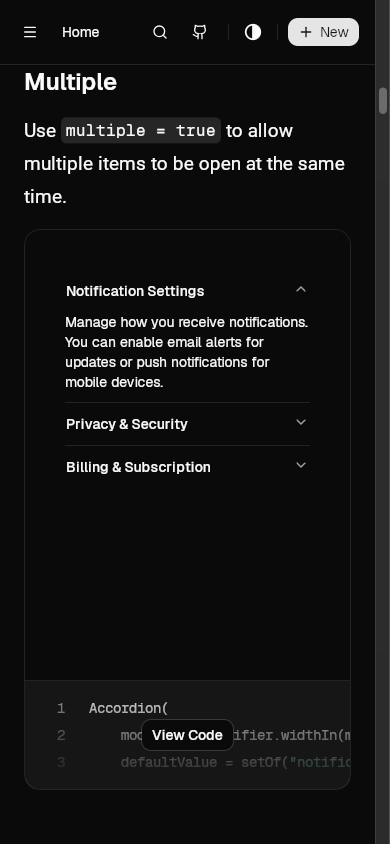 Home
New
Multiple
Use multiple = true to allow
multiple items to be open at the same
time.
Notification Settings
Manage how you receive notifications.
You can enable email alerts for
updates or push notifications for
mobile devices.
Privacy & Security
Billing & Subscription
1 Accordion(
2 mo ifier.widthIn(m
View Code
3 defaultValue = setOf("notific